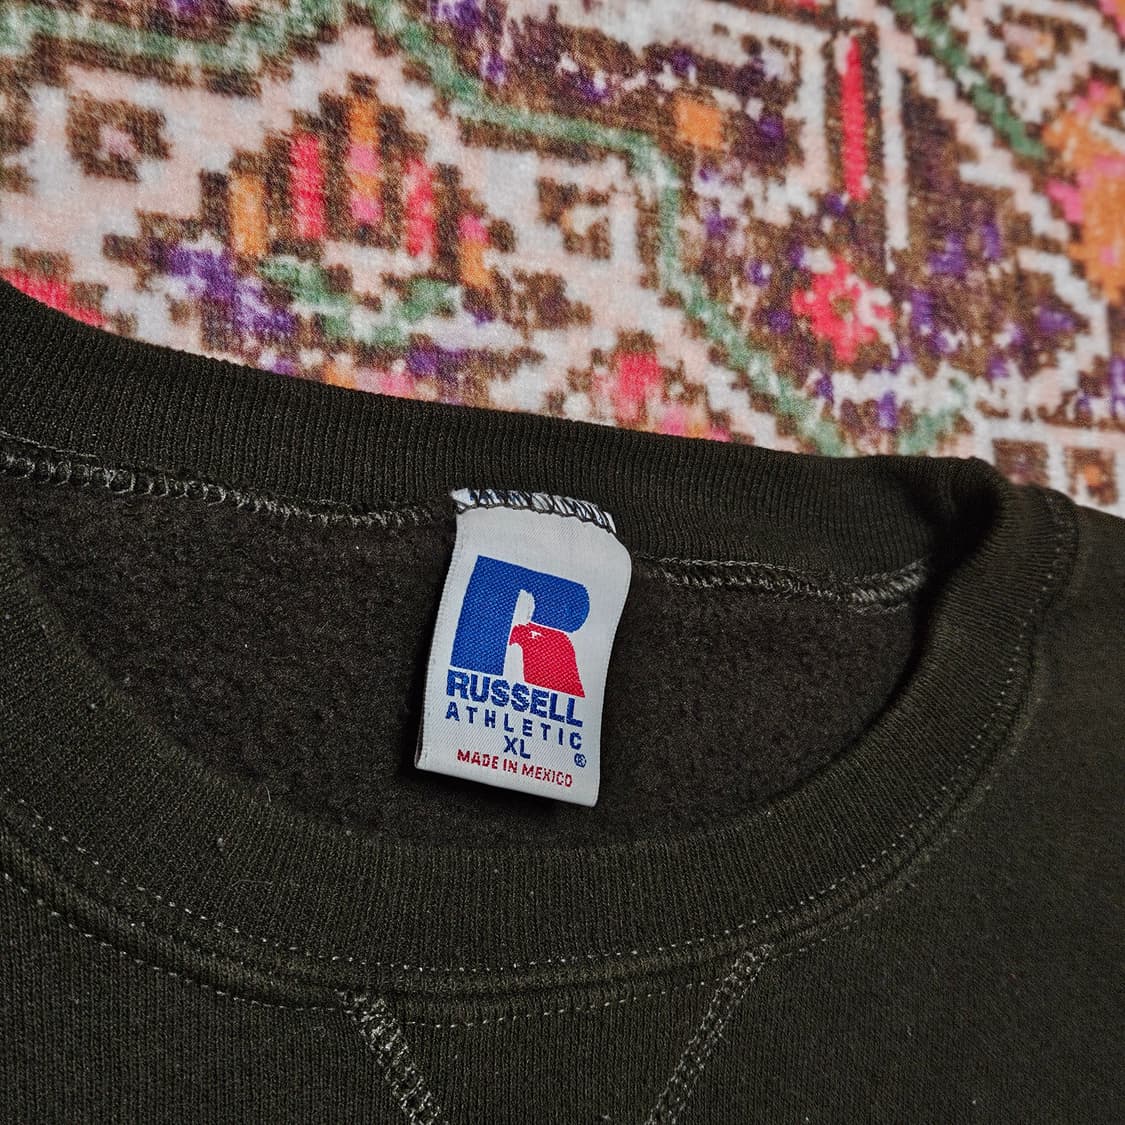 R
RUSSELL
ATHLETIC
XL ®
MADE IN MEXICO